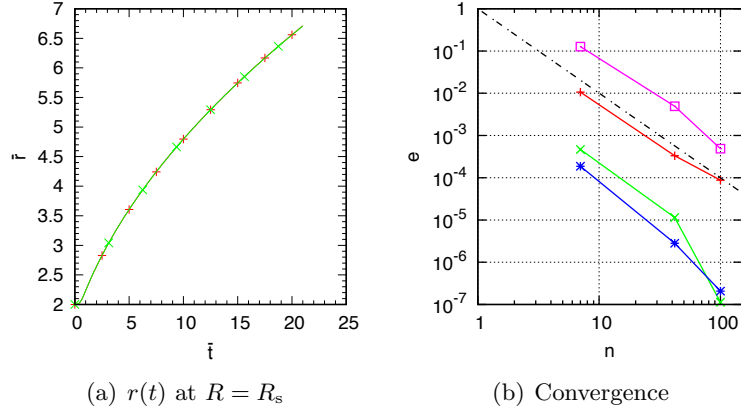 7
6.5
6
5.5
5
4.5
4
3.5
3
2.5
2
r̄
0 5 10 15 20 25
t̄
(a) r(t) at R = Rₛ
e
10⁻¹
10⁻²
10⁻³
10⁻⁴
10⁻⁵
10⁻⁶
10⁻⁷
e
1 10 100
n
(b) Convergence